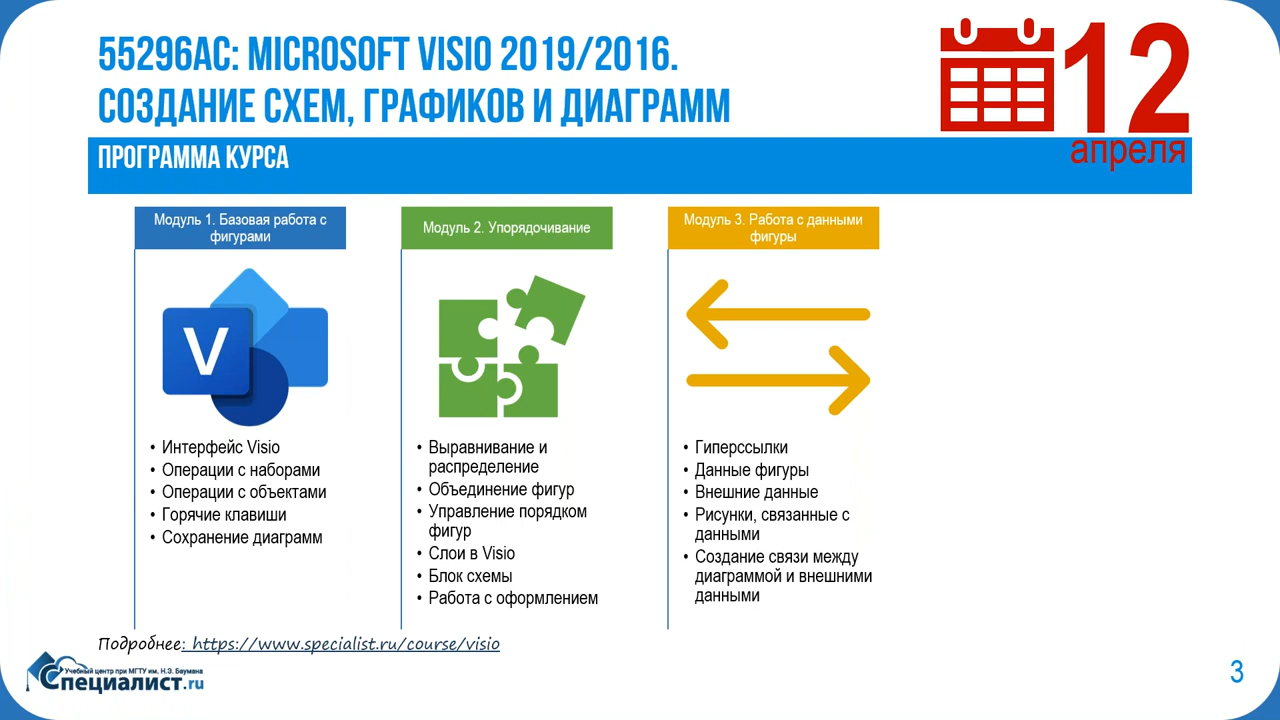 55296AC: MICROSOFT VISIO 2019/2016.
СОЗДАНИЕ СХЕМ, ГРАФИКОВ И ДИАГРАММ
12
апреля
ПРОГРАММА КУРСА
Модуль 1. Базовая работа с
фигурами
V
• Интерфейс Visio
• Операции с наборами
• Операции с объектами
• Горячие клавиши
• Сохранение диаграмм
Модуль 2. Упорядочивание
• Выравнивание и
распределение
• Объединение фигур
• Управление порядком
фигур
• Слои в Visio
• Блок схемы
• Работа с оформлением
Модуль 3. Работа с данными
фигуры
• Гиперссылки
• Данные фигуры
• Внешние данные
• Рисунки, связанные с
данными
• Создание связи между
диаграммой и внешними
данными
Подробнее: https://www.specialist.ru/course/visio
Учебный центр при МГТУ им. Н.Э. Баумана
Специалист.ru
3